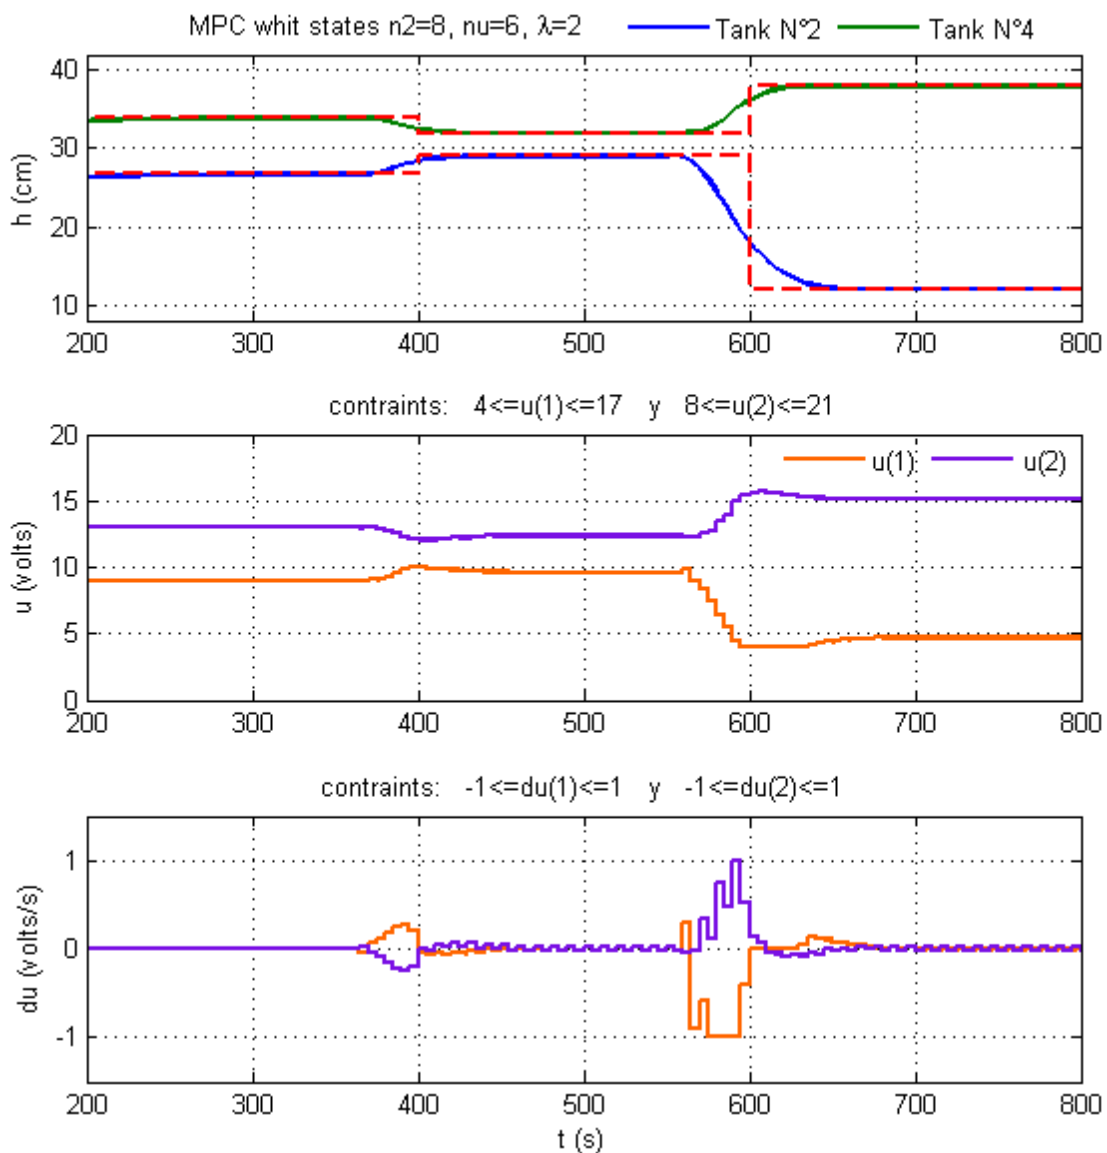 MPC whit states n2=8, nu=6, λ=2 Tank N°2 Tank N°4
40
30
20
10
h (cm)
200 300 400 500 600 700 800
contraints: 4<=u(1)<=17 y 8<=u(2)<=21
u(1) u(2)
20
15
10
5
0
u (volts)
200 300 400 500 600 700 800
contraints: -1<=du(1)<=1 y -1<=du(2)<=1
1
0
-1
du (volts/s)
200 300 400 500 600 700 800
t (s)